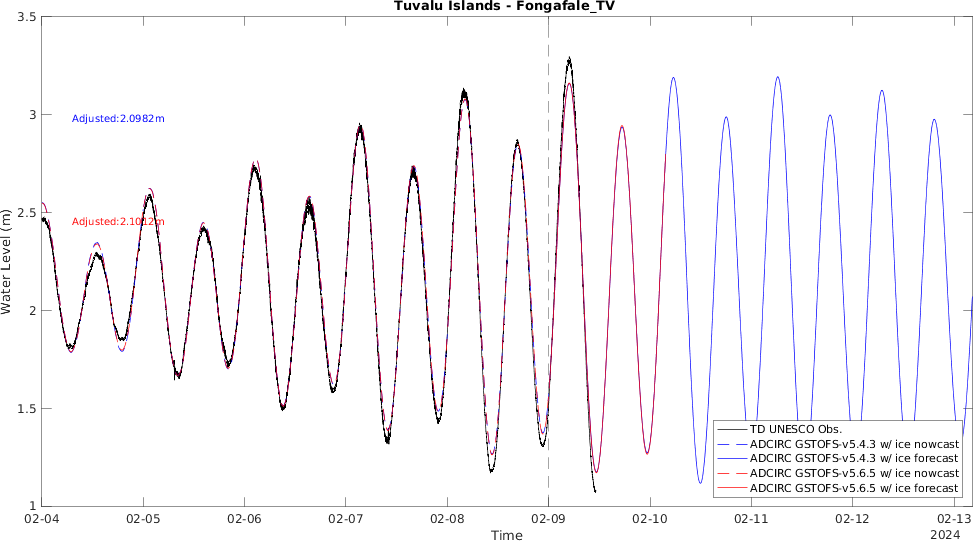 Tuvalu Islands - Fongafale_TV
3.5
3
2.5
2
1.5
1
Water Level (m)
Adjusted:2.0982m
Adjusted:2.1012m
TD UNESCO Obs.
ADCIRC GSTOFS-v5.4.3 w/ ice nowcast
ADCIRC GSTOFS-v5.4.3 w/ ice forecast
ADCIRC GSTOFS-v5.6.5 w/ ice nowcast
ADCIRC GSTOFS-v5.6.5 w/ ice forecast
02-04 02-05 02-06 02-07 02-08 02-09 02-10 02-11 02-12 02-13
Time
2024